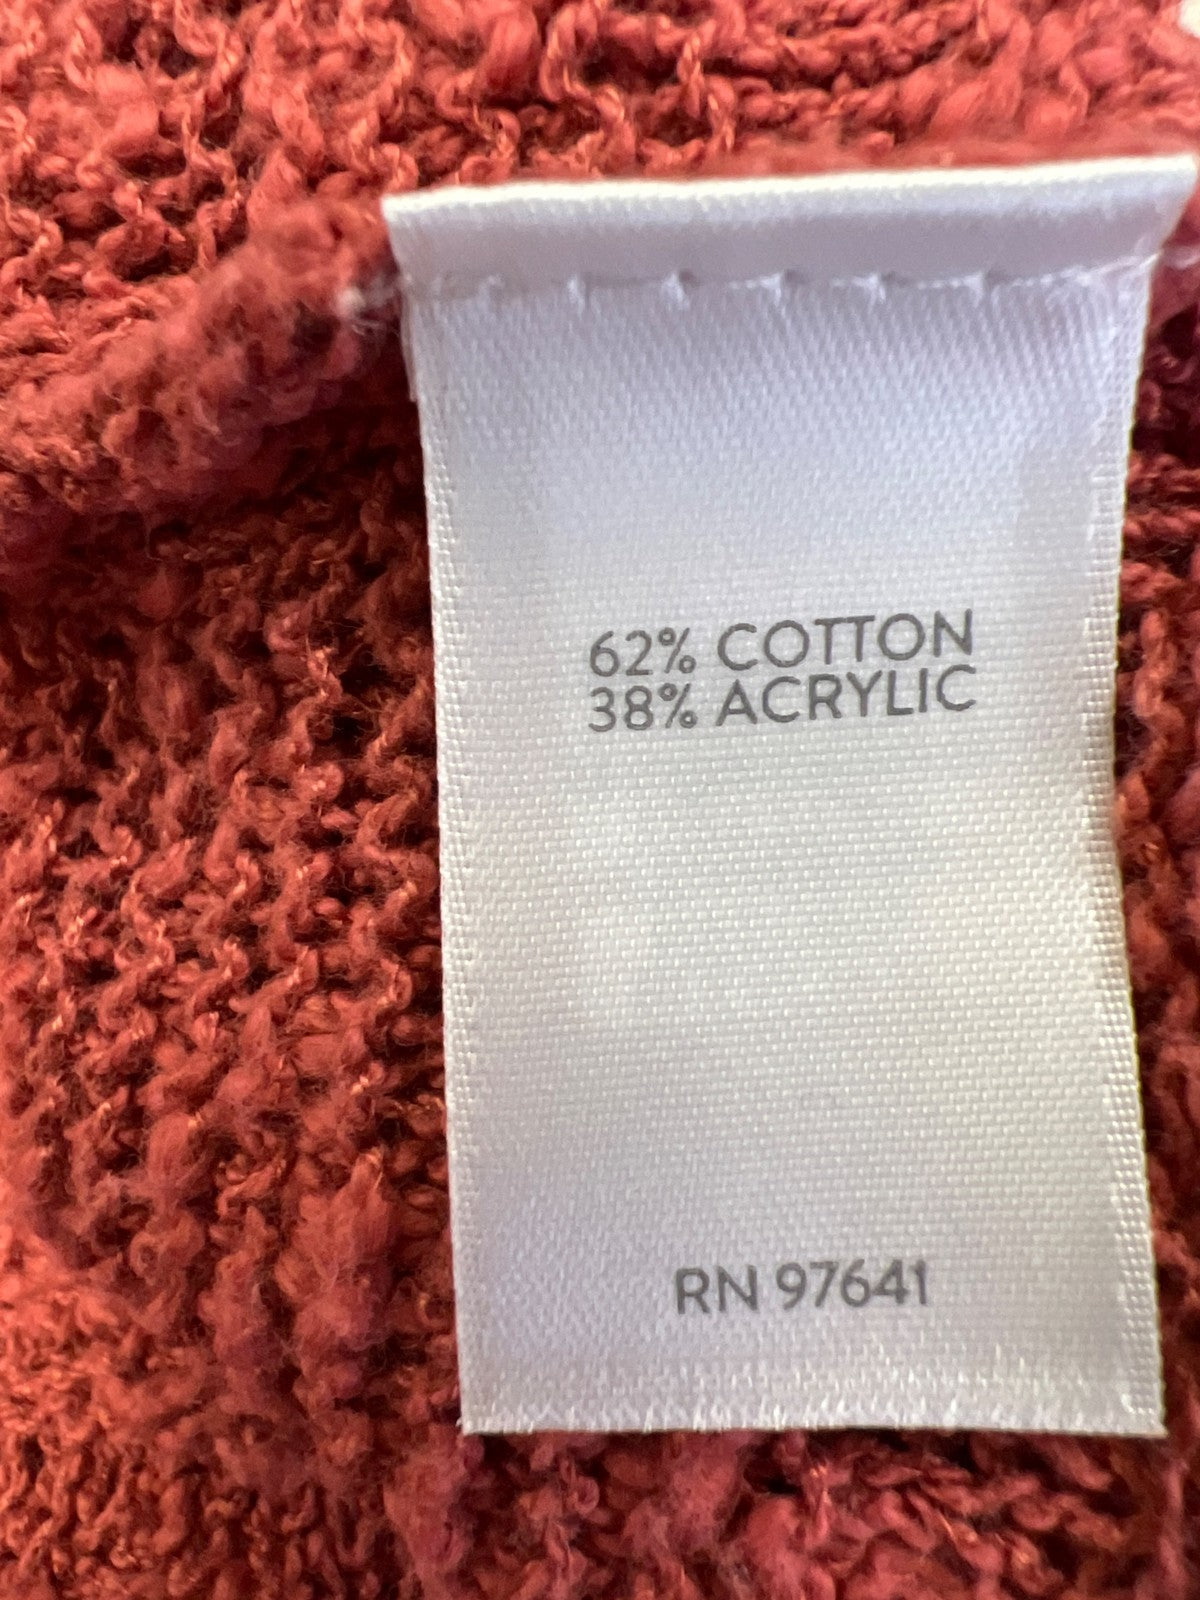 62% COTTON
38% ACRYLIC
RN 97641